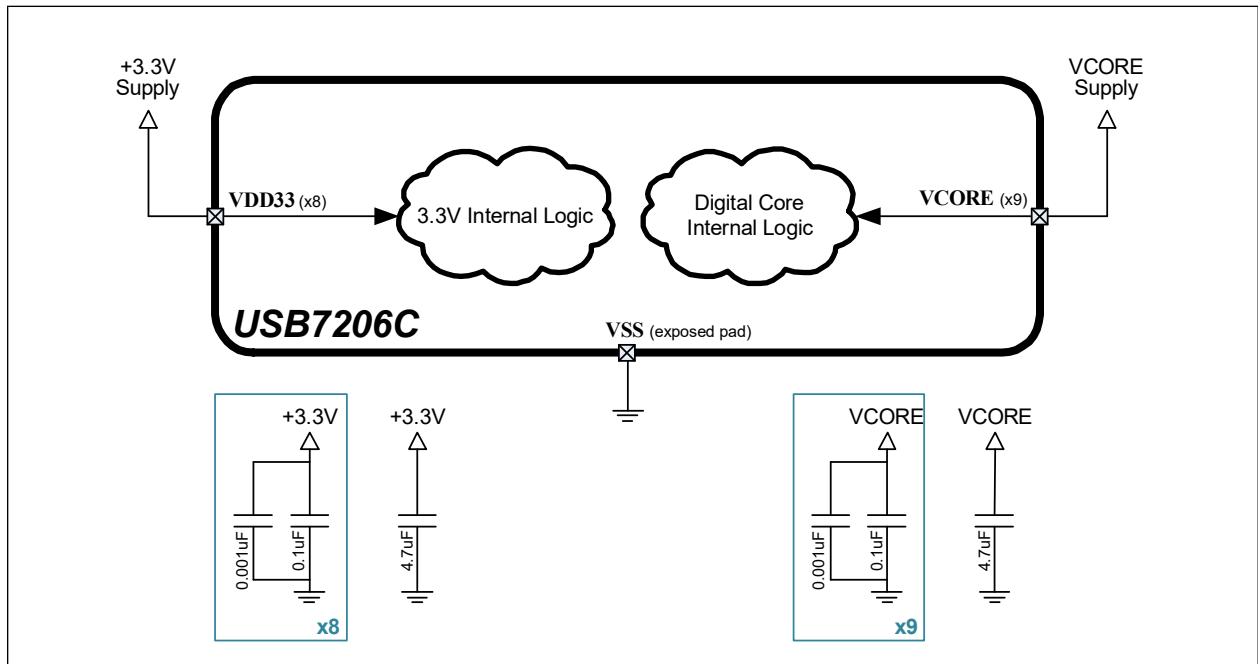 +3.3V
Supply
VCORE
Supply
VDD33 (x8)
3.3V Internal Logic
Digital Core
Internal Logic
VCORE (x9)
USB7206C
VSS (exposed pad)
+3.3V
0.001uF
0.1uF
x8
+3.3V
4.7uF
VCORE
0.001uF
0.1uF
x9
VCORE
4.7uF